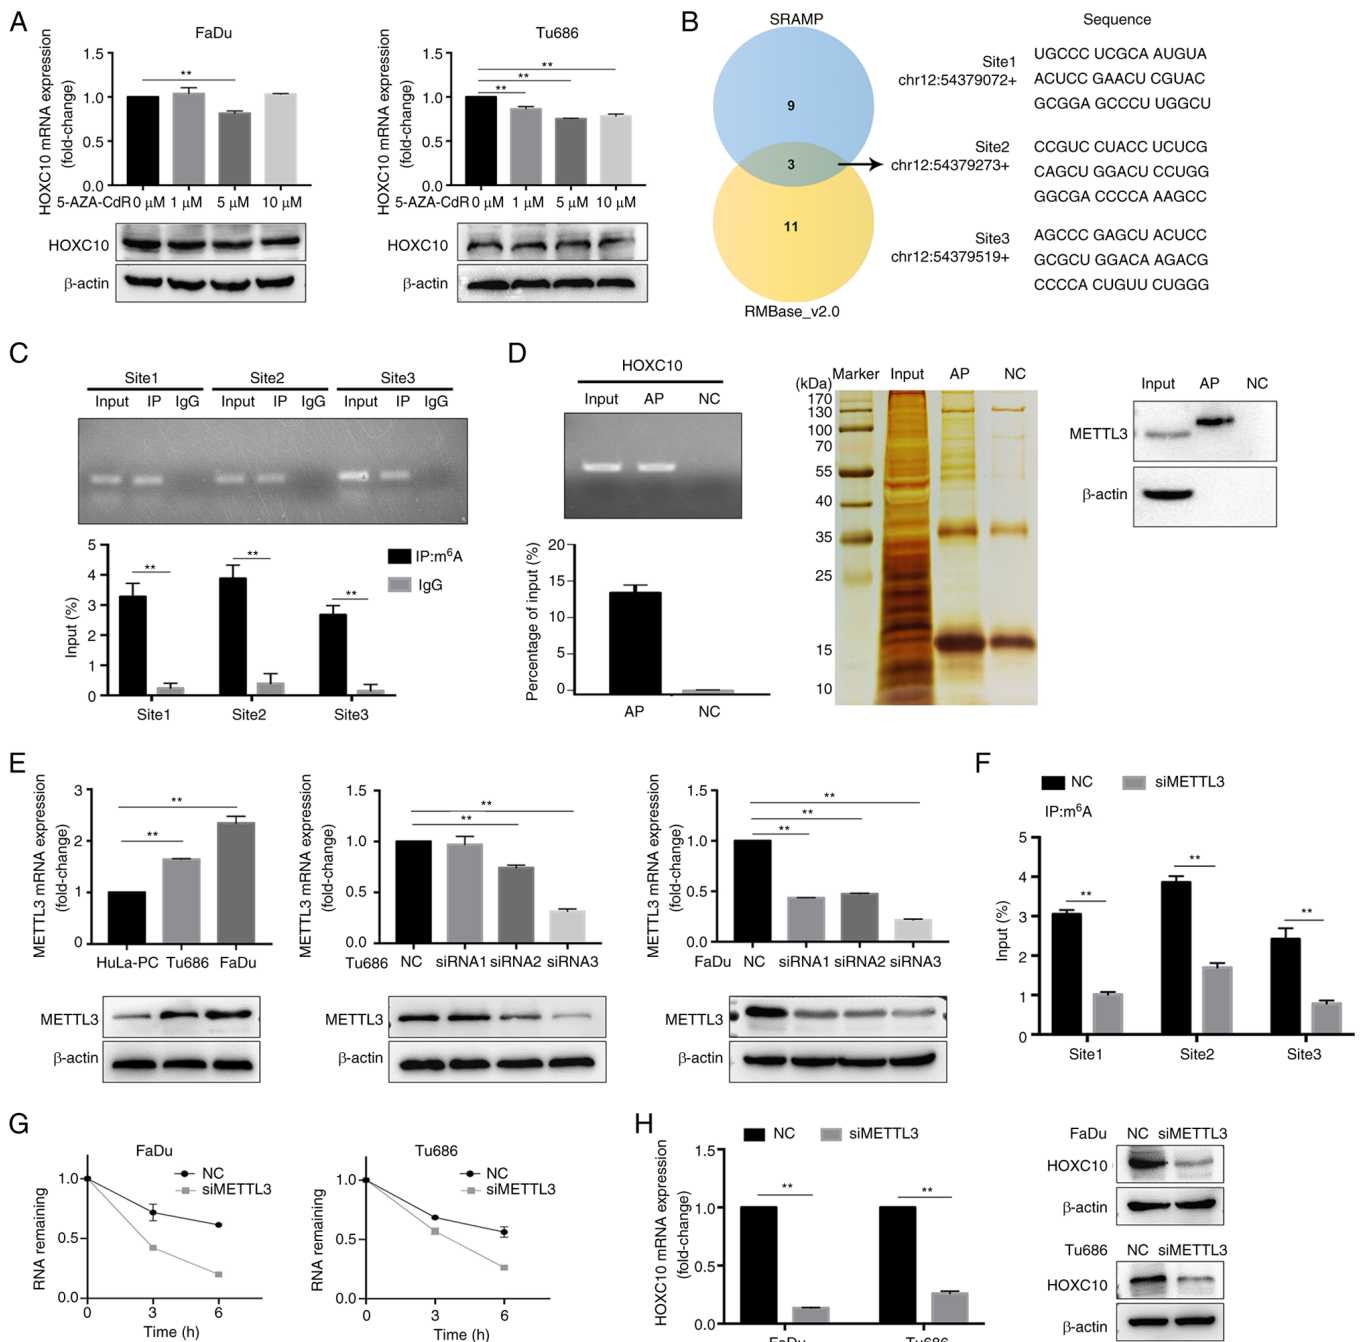 A
FaDu
HOXC10 mRNA expression
(fold-change)
1.5
1.0
0.5
0.0
**
5-AZA-CdR 0 μM 1 μM 5 μM 10 μM
HOXC10
β-actin
Tu686
HOXC10 mRNA expression
(fold-change)
1.5
1.0
0.5
0.0
**
**
**
5-AZA-CdR 0 μM 1 μM 5 μM 10 μM
HOXC10
β-actin
B
SRAMP
9
3
11
RMBase_v2.0
Sequence
Site1
chr12:54379072+
UGCCC UCGCA AUGUA
ACUCC GAACU CGUAC
GCGGA GCCCU UGGCU
Site2
chr12:54379273+
CCGUC CUACC UCUCG
CAGCU GGACU CCUGG
GGCGA CCCCA AAGCC
Site3
chr12:54379519+
AGCCC GAGCU ACUCC
GCGCU GGACA AGACG
CCCCA CUGUU CUGGG
C
Site1 Site2 Site3
Input IP IgG Input IP IgG Input IP IgG
Input (%)
5
4
3
2
1
0
**
**
**
IP:m⁶A
IgG
Site1 Site2 Site3
D
HOXC10
Input AP NC
Percentage of input (%)
20
15
10
5
0
AP NC
(kDa) Marker Input AP NC
170
130
100
70
55
40
35
25
15
10
Input AP NC
METTL3
β-actin
E
METTL3 mRNA expression
(fold-change)
3
2
1
0
**
**
HuLa-PC Tu686 FaDu
METTL3
β-actin
METTL3 mRNA expression
(fold-change)
1.5
1.0
0.5
0.0
**
**
Tu686 NC siRNA1 siRNA2 siRNA3
METTL3
β-actin
METTL3 mRNA expression
(fold-change)
1.5
1.0
0.5
0.0
**
**
**
FaDu NC siRNA1 siRNA2 siRNA3
METTL3
β-actin
F
NC siMETTL3
IP:m⁶A
Input (%)
5
4
3
2
1
0
**
**
**
Site1 Site2 Site3
G
FaDu
NC
siMETTL3
RNA remaining
1.0
0.5
0.0
0 3 6
Time (h)
Tu686
NC
siMETTL3
RNA remaining
1.0
0.5
0.0
0 3 6
Time (h)
H
NC siMETTL3
HOXC10 mRNA expression
(fold-change)
1.5
1.0
0.5
0.0
**
**
FaDu Tu686
FaDu NC siMETTL3
HOXC10
β-actin
Tu686 NC siMETTL3
HOXC10
β-actin